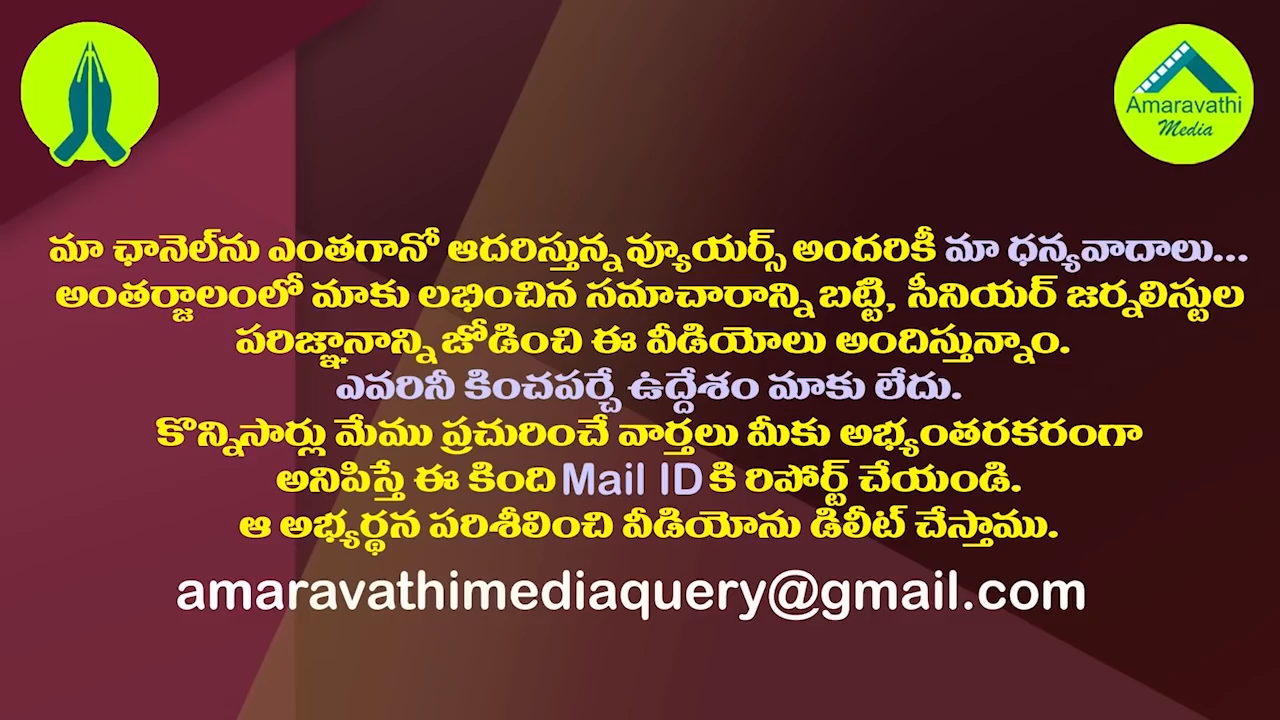 Amaravathi
Media
మా ఛానెల్‌ను ఎంతగానో ఆదరిస్తున్న వ్యూయర్స్ అందరికీ మా ధన్యవాదాలు...
అంతర్జాలంలో మాకు లభించిన సమాచారాన్ని బట్టి, సీనియర్ జర్నలిస్టుల
పరిజ్ఞానాన్ని జోడించి ఈ వీడియోలు అందిస్తున్నాం.
ఎవరినీ కించపర్చే ఉద్దేశం మాకు లేదు.
కొన్నిసార్లు మేము ప్రచురించే వార్తలు మీకు అభ్యంతరకరంగా
అనిపిస్తే ఈ కింది Mail ID కి రిపోర్ట్ చేయండి.
ఆ అభ్యర్థన పరిశీలించి వీడియోను డిలీట్ చేస్తాము.
amaravathimediaquery@gmail.com